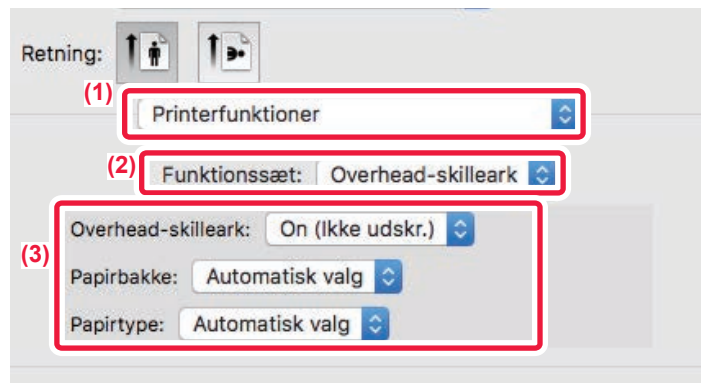 Retning:
(1)
Printerfunktioner
(2)
Funktionssæt: Overhead-skilleark
(3)
Overhead-skilleark: On (Ikke udskr.)
Papirbakke: Automatisk valg
Papirtype: Automatisk valg